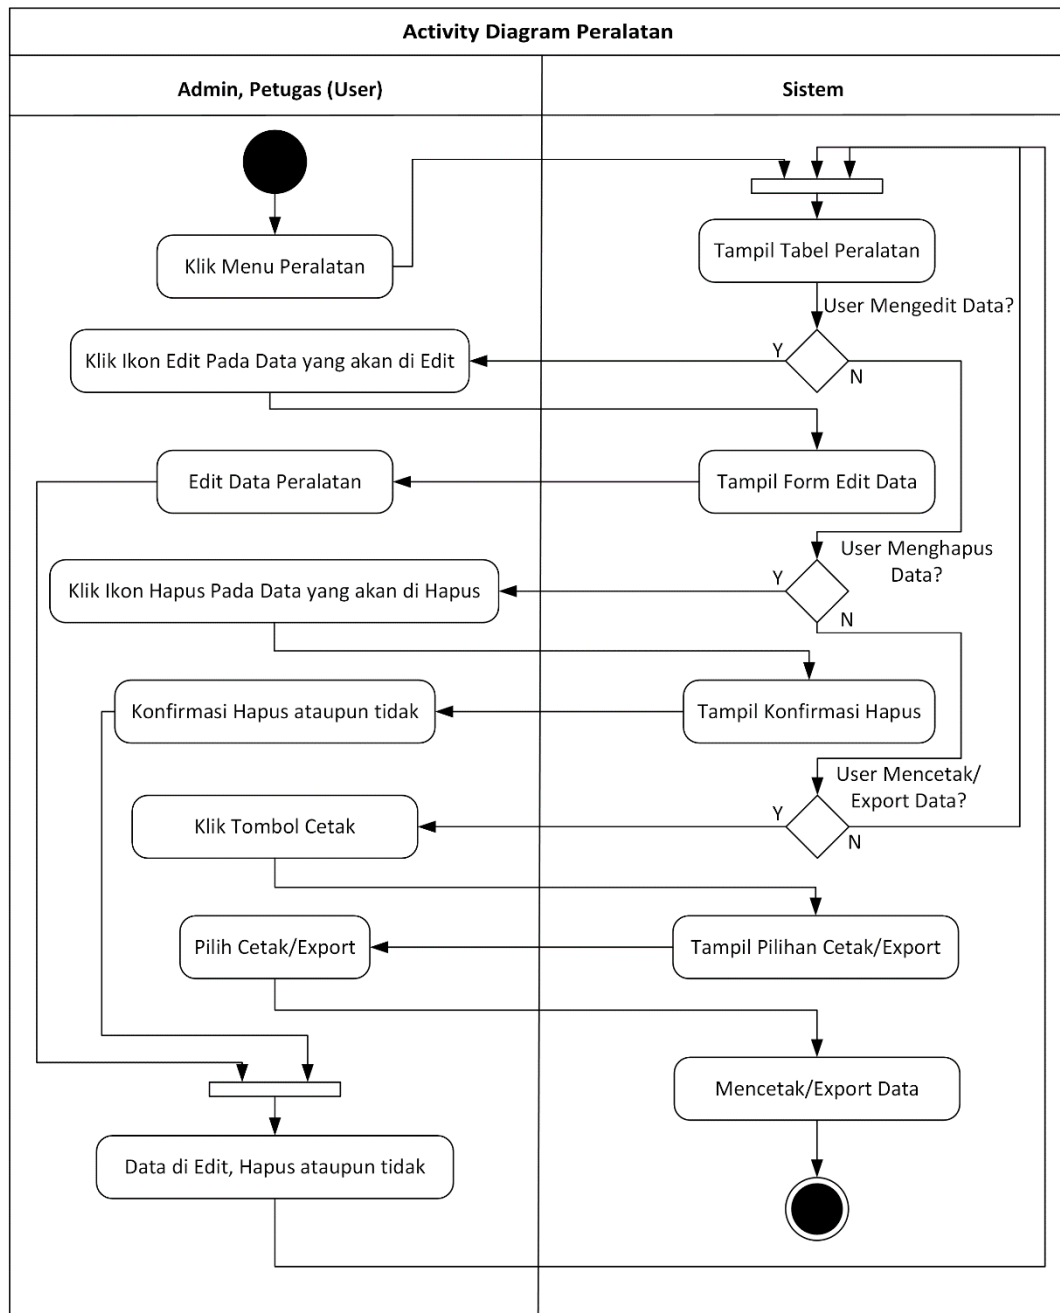 Activity Diagram Peralatan
Admin, Petugas (User)
Sistem
Klik Menu Peralatan
Tampil Tabel Peralatan
User Mengedit Data?
Klik Ikon Edit Pada Data yang akan di Edit
Y
N
Edit Data Peralatan
Tampil Form Edit Data
User Menghapus
Data?
Klik Ikon Hapus Pada Data yang akan di Hapus
Y
N
Konfirmasi Hapus ataupun tidak
Tampil Konfirmasi Hapus
User Mencetak/
Export Data?
Klik Tombol Cetak
Y
N
Pilih Cetak/Export
Tampil Pilihan Cetak/Export
Mencetak/Export Data
Data di Edit, Hapus ataupun tidak